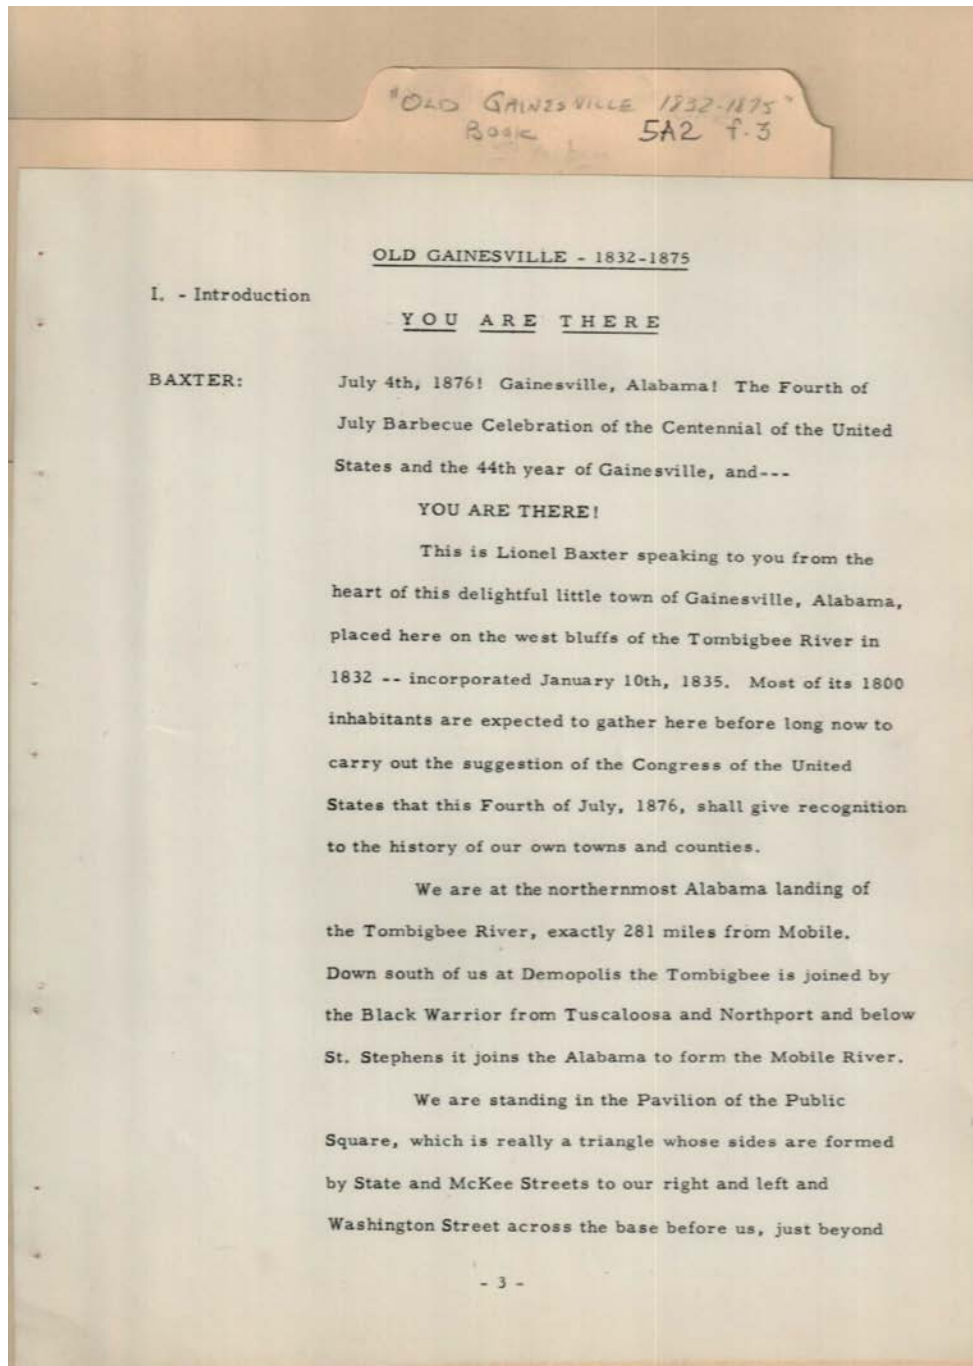 "OLD GAINESVILLE 1832-1875"
Book 5A2 f.3
OLD GAINESVILLE - 1832-1875
I. - Introduction
YOU ARE THERE
BAXTER: July 4th, 1876! Gainesville, Alabama! The Fourth of
July Barbecue Celebration of the Centennial of the United
States and the 44th year of Gainesville, and---
YOU ARE THERE!
This is Lionel Baxter speaking to you from the
heart of this delightful little town of Gainesville, Alabama,
placed here on the west bluffs of the Tombigbee River in
1832 -- incorporated January 10th, 1835. Most of its 1800
inhabitants are expected to gather here before long now to
carry out the suggestion of the Congress of the United
States that this Fourth of July, 1876, shall give recognition
to the history of our own towns and counties.
We are at the northernmost Alabama landing of
the Tombigbee River, exactly 281 miles from Mobile.
Down south of us at Demopolis the Tombigbee is joined by
the Black Warrior from Tuscaloosa and Northport and below
St. Stephens it joins the Alabama to form the Mobile River.
We are standing in the Pavilion of the Public
Square, which is really a triangle whose sides are formed
by State and McKee Streets to our right and left and
Washington Street across the base before us, just beyond
- 3 -